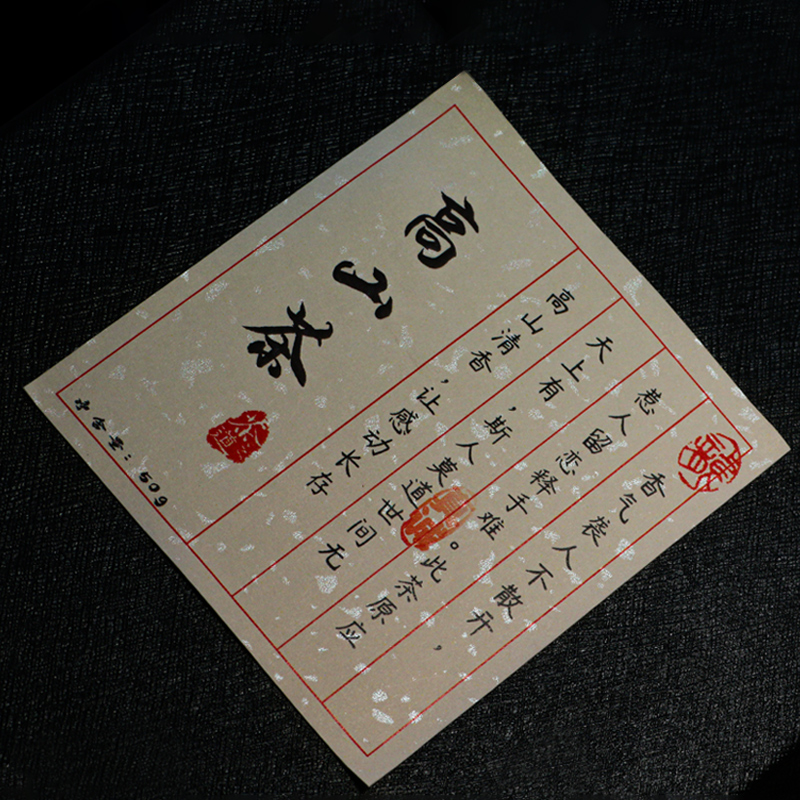 香气袭人不散开，
惹人留恋释手难。此茶原应
天上有，斯人莫道世间无
高山清香，让感动长存
高山茶
茶道
净含量：50g